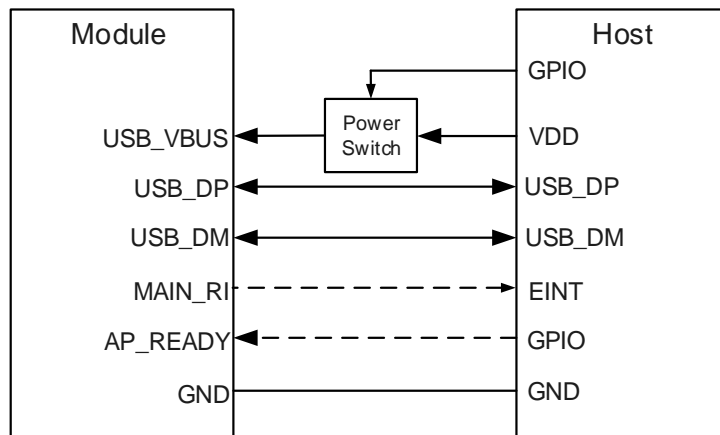 Module
Host
GPIO
Power
Switch
USB_VBUS
VDD
USB_DP
USB_DP
USB_DM
USB_DM
MAIN_RI
EINT
AP_READY
GPIO
GND
GND